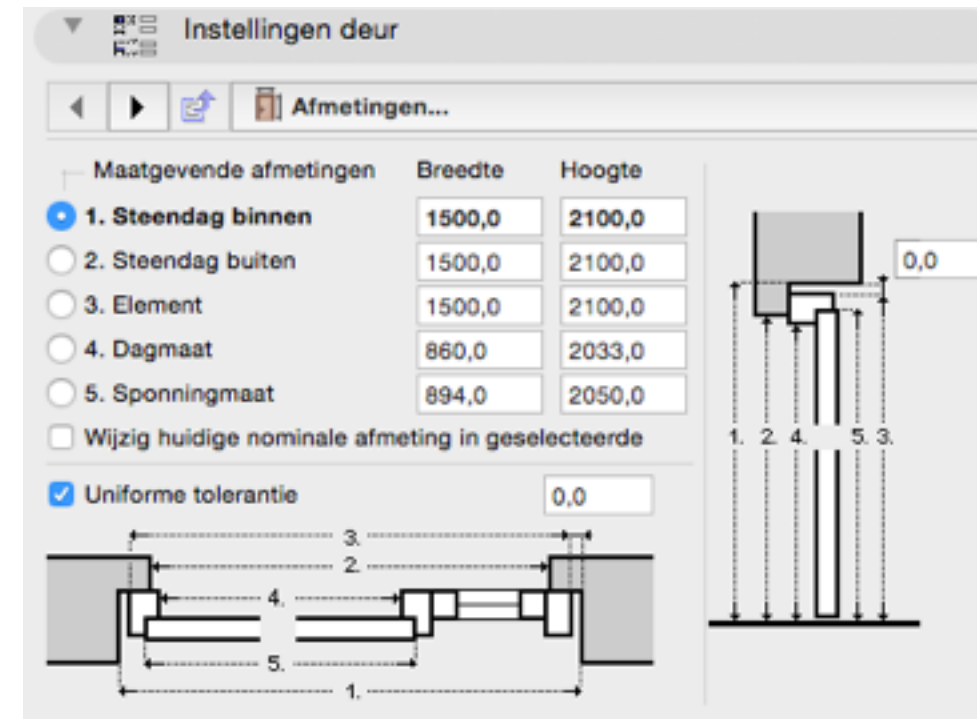 Instellingen deur
Afmetingen...
Maatgevende afmetingen Breedte Hoogte
1. Steendag binnen 1500,0 2100,0
2. Steendag buiten 1500,0 2100,0
3. Element 1500,0 2100,0
4. Dagmaat 860,0 2033,0
5. Sponningmaat 894,0 2050,0
Wijzig huidige nominale afmeting in geselecteerde
Uniforme tolerantie 0,0
3.
2.
4.
5.
1.
0,0
1. 2. 4. 5. 3.